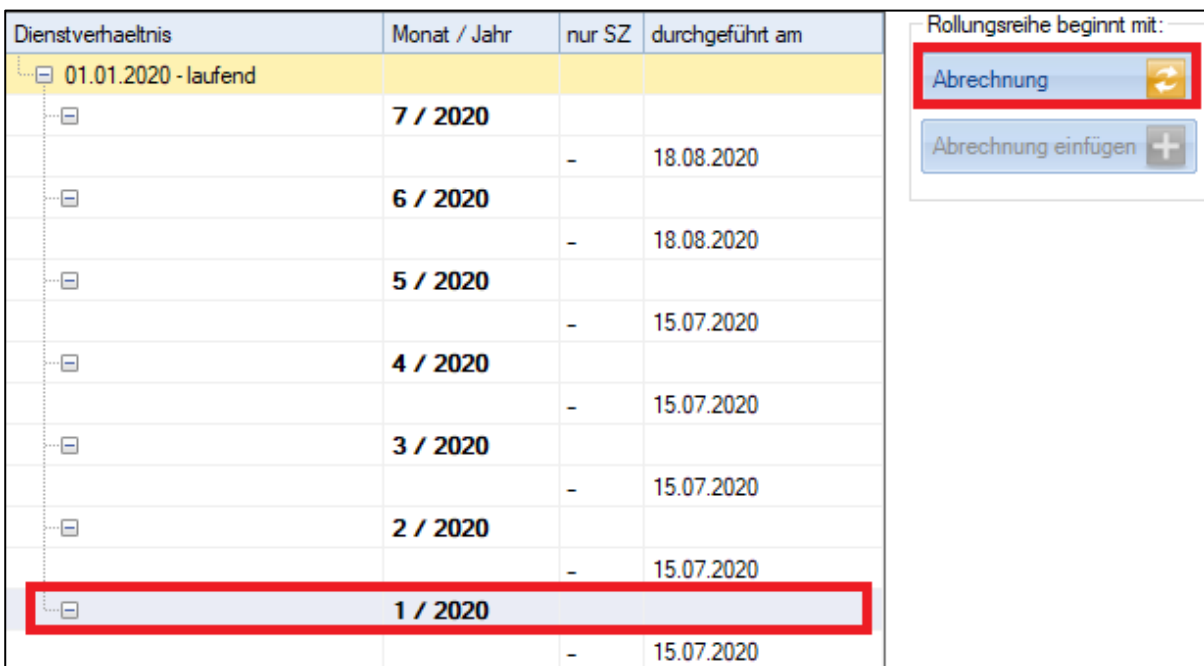 Dienstverhaeltnis Monat / Jahr nur SZ durchgeführt am
01.01.2020 - laufend
7 / 2020
- 18.08.2020
6 / 2020
- 18.08.2020
5 / 2020
- 15.07.2020
4 / 2020
- 15.07.2020
3 / 2020
- 15.07.2020
2 / 2020
- 15.07.2020
1 / 2020
- 15.07.2020
Rollungsreihe beginnt mit:
Abrechnung
Abrechnung einfügen